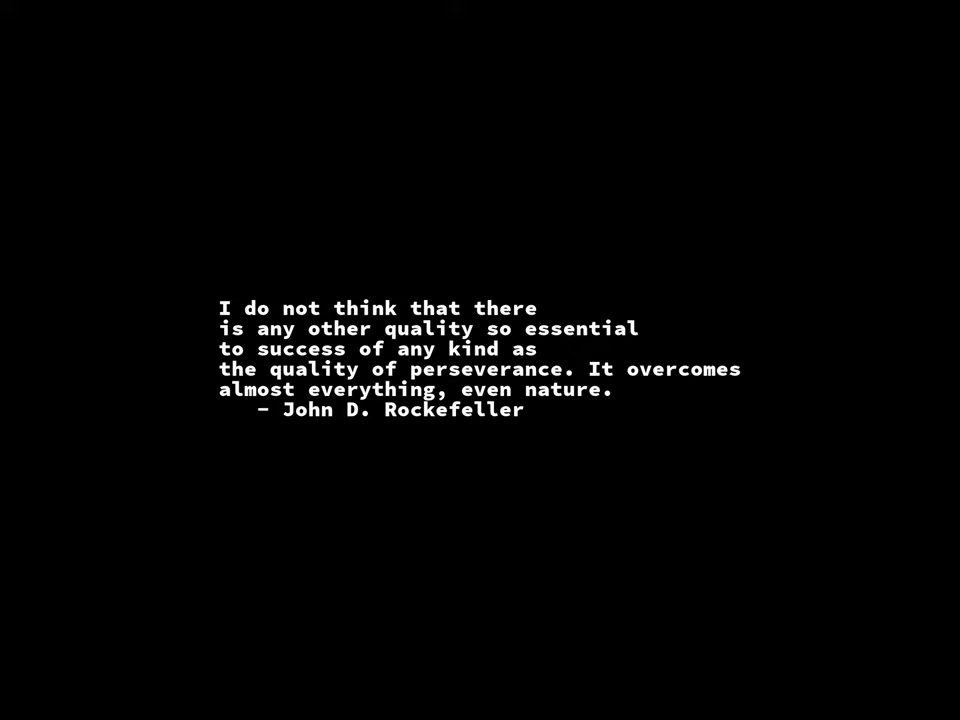 I do not think that there
is any other quality so essential
to success of any kind as
the quality of perseverance. It overcomes
almost everything, even nature.
- John D. Rockefeller